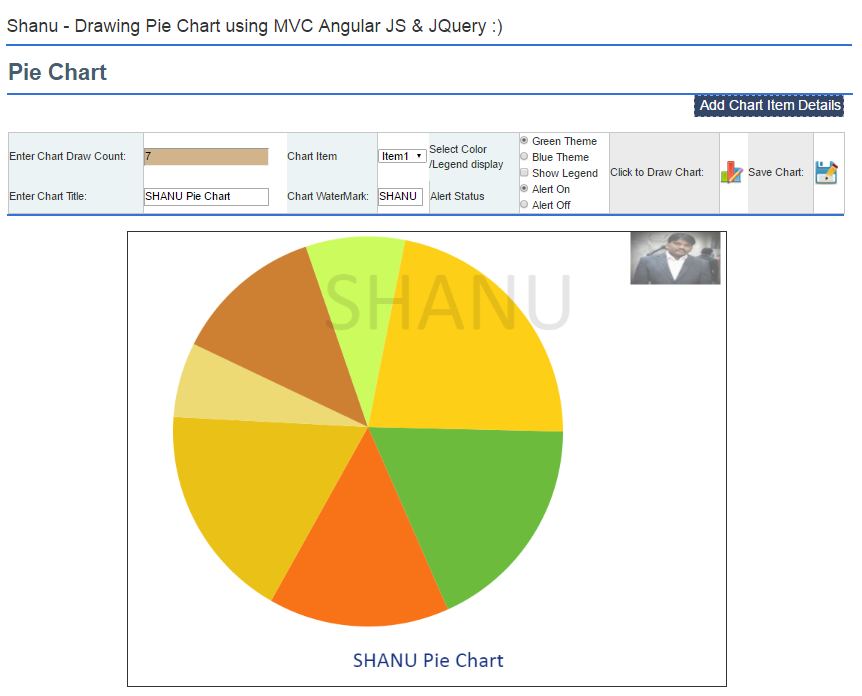 Shanu - Drawing Pie Chart using MVC Angular JS & JQuery :)
Pie Chart
Add Chart Item Details
Enter Chart Draw Count:
7
Chart Item
Item1
Select Color
/Legend display
Green Theme
Blue Theme
Show Legend
Click to Draw Chart:
Save Chart:
Enter Chart Title:
SHANU Pie Chart
Chart WaterMark:
SHANU
Alert Status
Alert On
Alert Off
SHANU
SHANU Pie Chart